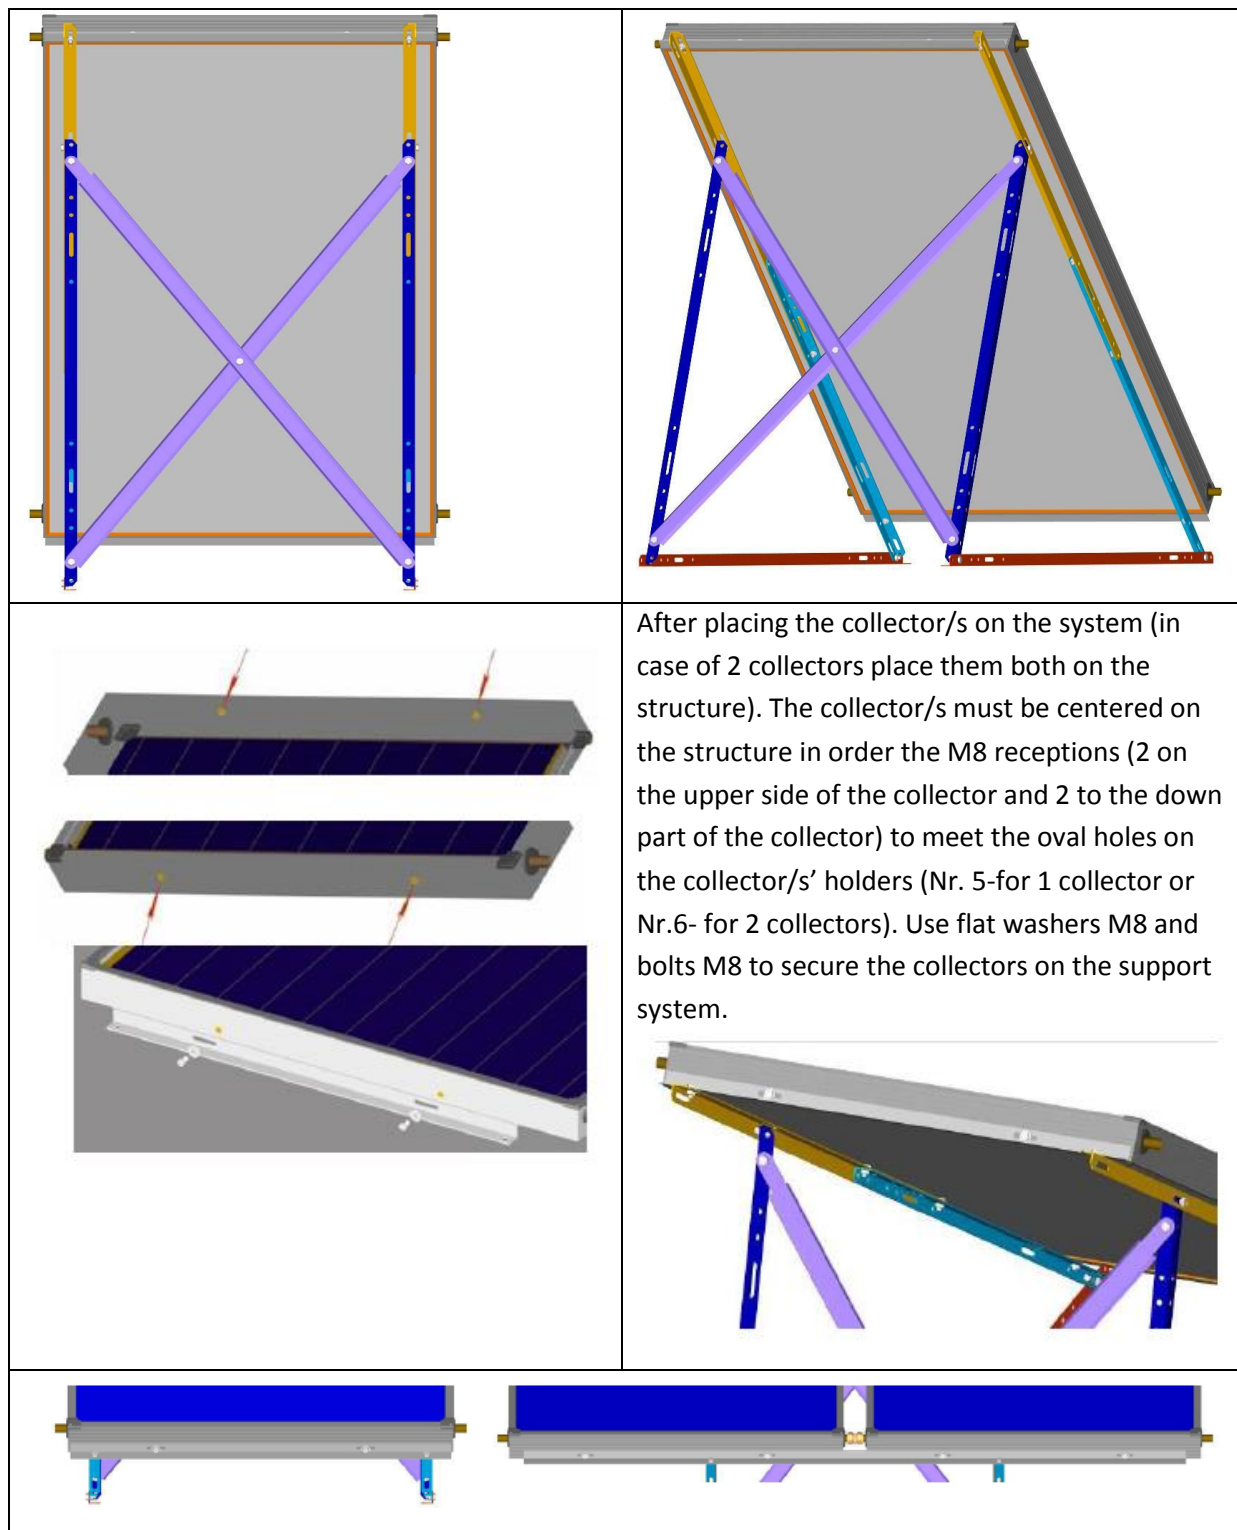 After placing the collector/s on the system (in
case of 2 collectors place them both on the
structure). The collector/s must be centered on
the structure in order the M8 receptions (2 on
the upper side of the collector and 2 to the down
part of the collector) to meet the oval holes on
the collector/s’ holders (Nr. 5-for 1 collector or
Nr.6- for 2 collectors). Use flat washers M8 and
bolts M8 to secure the collectors on the support
system.